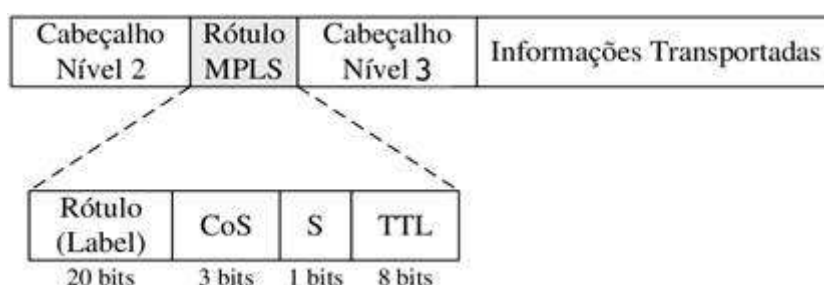 Cabeçalho Nível 2
Rótulo MPLS
Cabeçalho Nível 3
Informações Transportadas
Rótulo (Label)
CoS
S
TTL
20 bits
3 bits
1 bits
8 bits